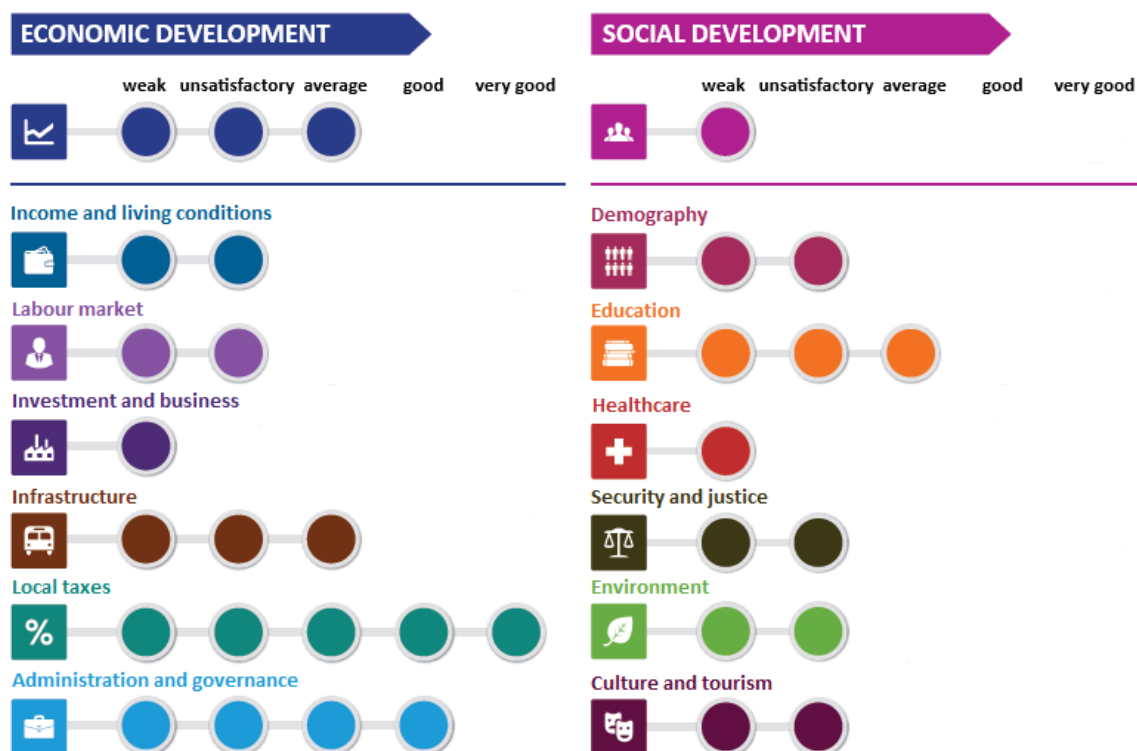 ECONOMIC DEVELOPMENT
weak unsatisfactory average good very good
Income and living conditions
Labour market
Investment and business
Infrastructure
Local taxes
%
Administration and governance
SOCIAL DEVELOPMENT
weak unsatisfactory average good very good
Demography
Education
Healthcare
Security and justice
Environment
Culture and tourism